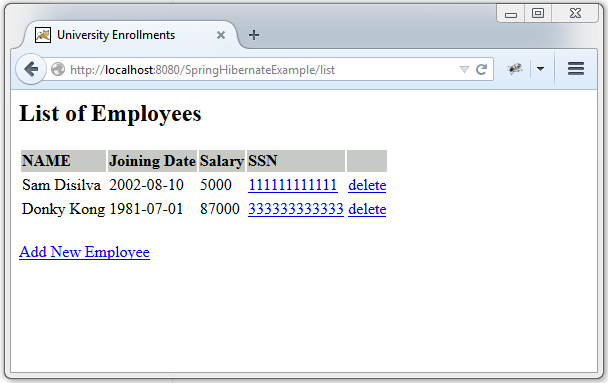 University Enrollments
http://localhost:8080/SpringHibernateExample/list
List of Employees
NAME Joining Date Salary SSN
Sam Disilva 2002-08-10 5000 111111111111 delete
Donky Kong 1981-07-01 87000 333333333333 delete
Add New Employee